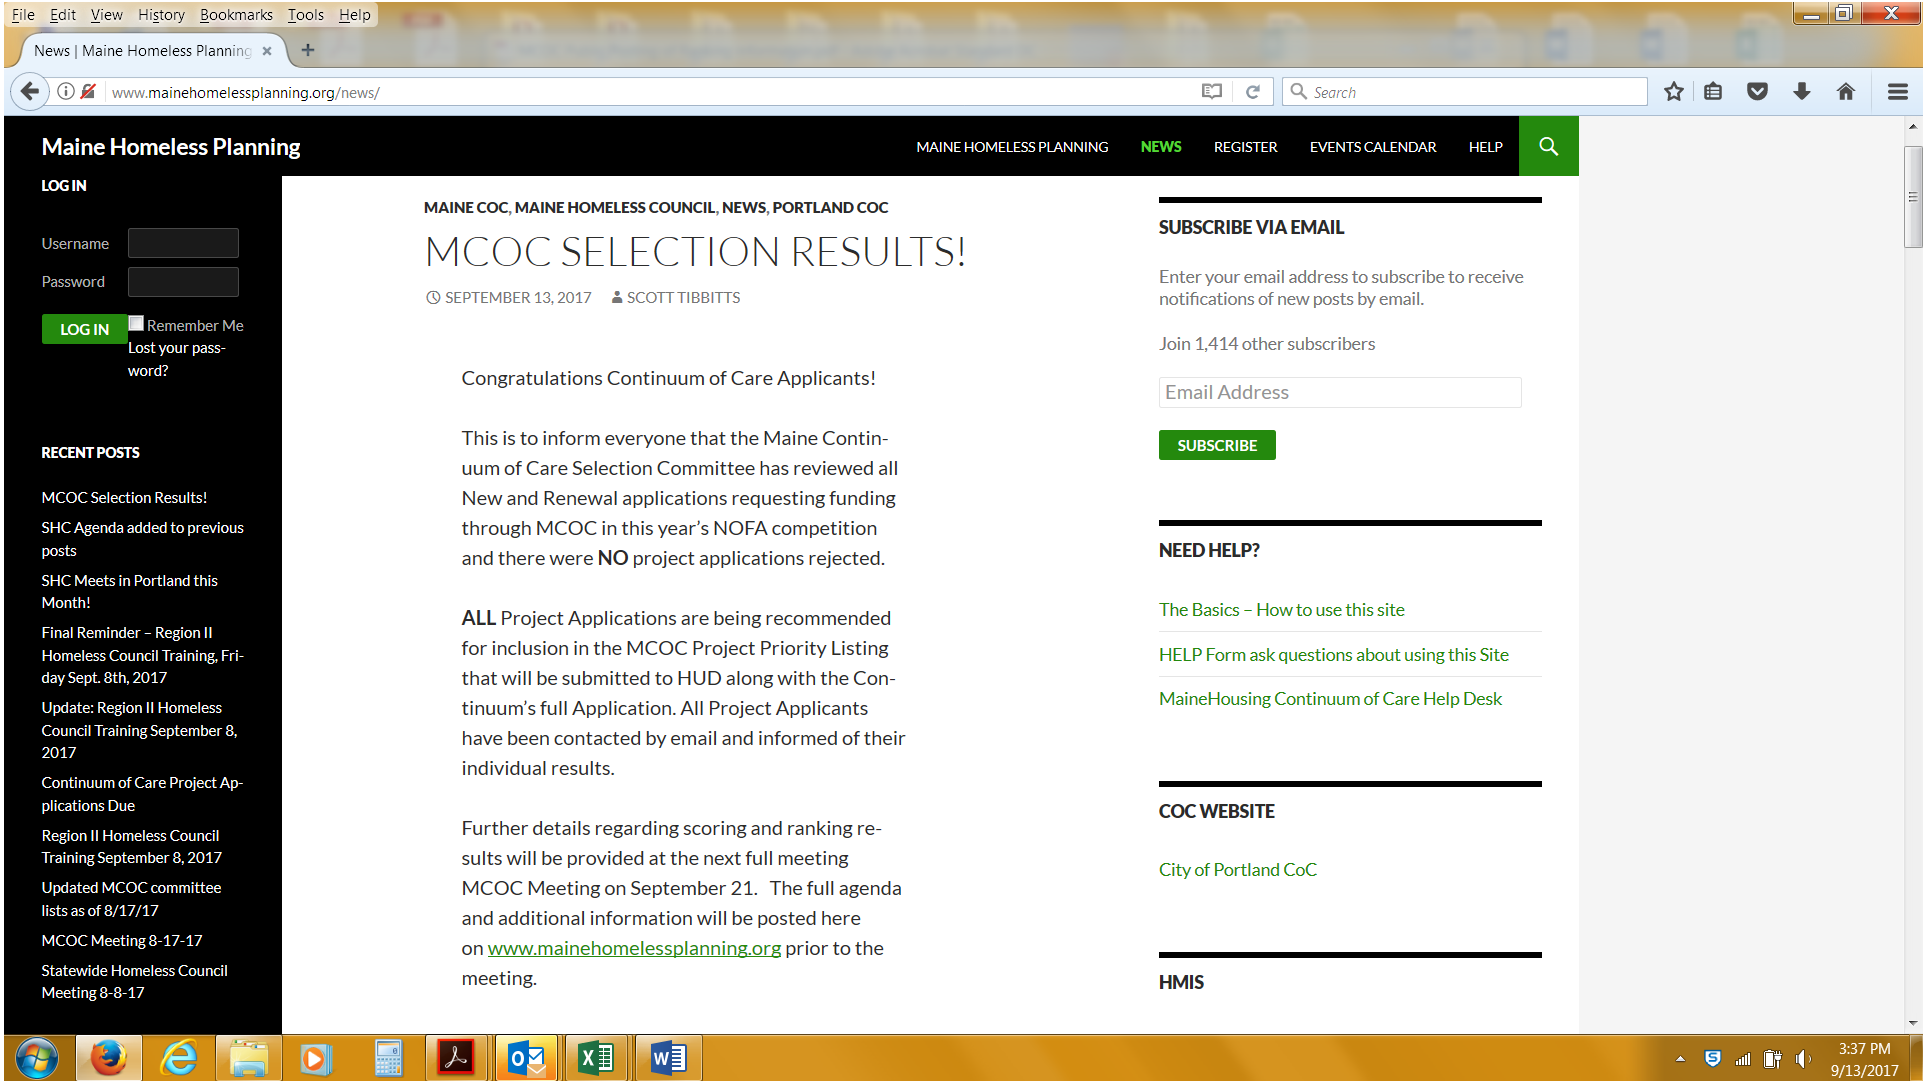 File Edit View History Bookmarks Tools Help
News | Maine Homeless Planning
www.mainehomelessplanning.org/news/
Search
Maine Homeless Planning
MAINE HOMELESS PLANNING NEWS REGISTER EVENTS CALENDAR HELP
LOG IN
Username
Password
LOG IN
Remember Me
Lost your pass-
word?
RECENT POSTS
MCOC Selection Results!
SHC Agenda added to previous
posts
SHC Meets in Portland this
Month!
Final Reminder – Region II
Homeless Council Training, Fri-
day Sept. 8th, 2017
Update: Region II Homeless
Council Training September 8,
2017
Continuum of Care Project Ap-
plications Due
Region II Homeless Council
Training September 8, 2017
Updated MCOC committee
lists as of 8/17/17
MCOC Meeting 8-17-17
Statewide Homeless Council
Meeting 8-8-17
MAINE COC, MAINE HOMELESS COUNCIL, NEWS, PORTLAND COC
MCOC SELECTION RESULTS!
SEPTEMBER 13, 2017 SCOTT TIBBITTS
Congratulations Continuum of Care Applicants!
This is to inform everyone that the Maine Contin-
uum of Care Selection Committee has reviewed all
New and Renewal applications requesting funding
through MCOC in this year’s NOFA competition
and there were NO project applications rejected.
ALL Project Applications are being recommended
for inclusion in the MCOC Project Priority Listing
that will be submitted to HUD along with the Con-
tinuum’s full Application. All Project Applicants
have been contacted by email and informed of their
individual results.
Further details regarding scoring and ranking re-
sults will be provided at the next full meeting
MCOC Meeting on September 21. The full agenda
and additional information will be posted here
on www.mainehomelessplanning.org prior to the
meeting.
SUBSCRIBE VIA EMAIL
Enter your email address to subscribe to receive
notifications of new posts by email.
Join 1,414 other subscribers
Email Address
SUBSCRIBE
NEED HELP?
The Basics – How to use this site
HELP Form ask questions about using this Site
MaineHousing Continuum of Care Help Desk
COC WEBSITE
City of Portland CoC
HMIS
3:37 PM
9/13/2017